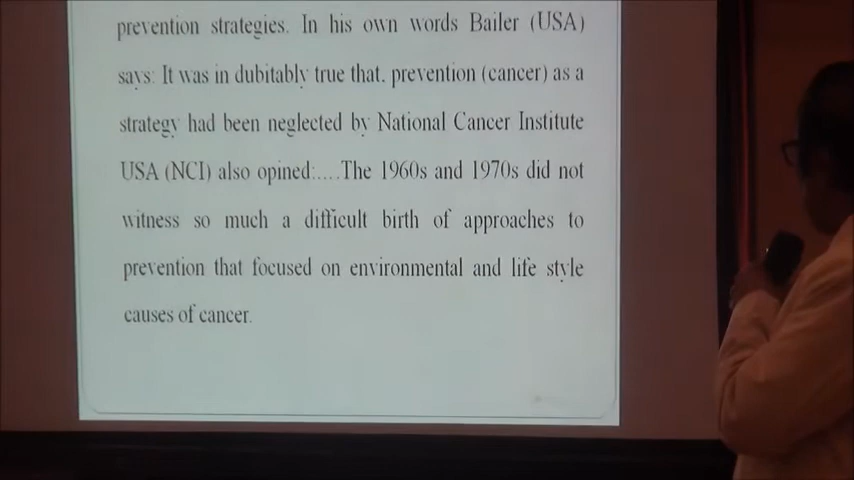 prevention strategies. In his own words Bailer (USA)
says: It was in dubitably true that. prevention (cancer) as a
strategy had been neglected by National Cancer Institute
USA (NCI) also opined:....The 1960s and 1970s did not
witness so much a difficult birth of approaches to
prevention that focused on environmental and life style
causes of cancer.